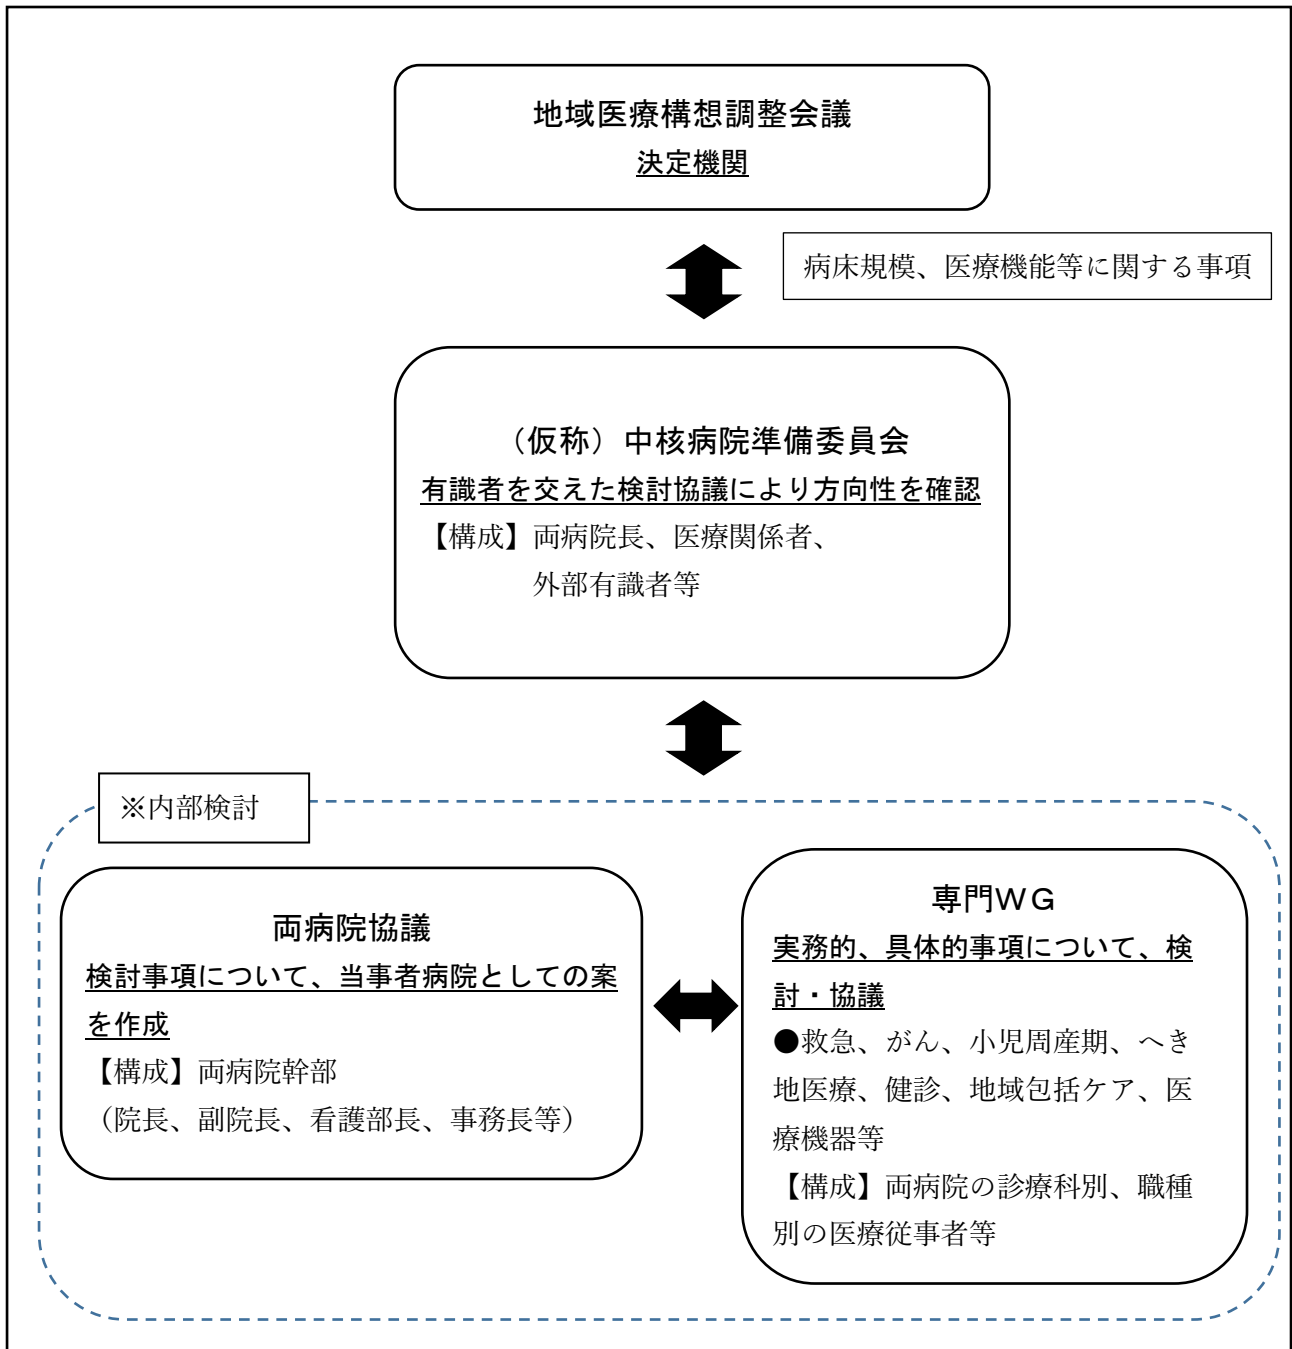 地域医療構想調整会議
決定機関
病床規模、医療機能等に関する事項
（仮称）中核病院準備委員会
有識者を交えた検討協議により方向性を確認
【構成】両病院長、医療関係者、
外部有識者等
※内部検討
両病院協議
検討事項について、当事者病院としての案
を作成
【構成】両病院幹部
（院長、副院長、看護部長、事務長等）
専門ＷＧ
実務的、具体的事項について、検
討・協議
●救急、がん、小児周産期、へき
地医療、健診、地域包括ケア、医
療機器等
【構成】両病院の診療科別、職種
別の医療従事者等